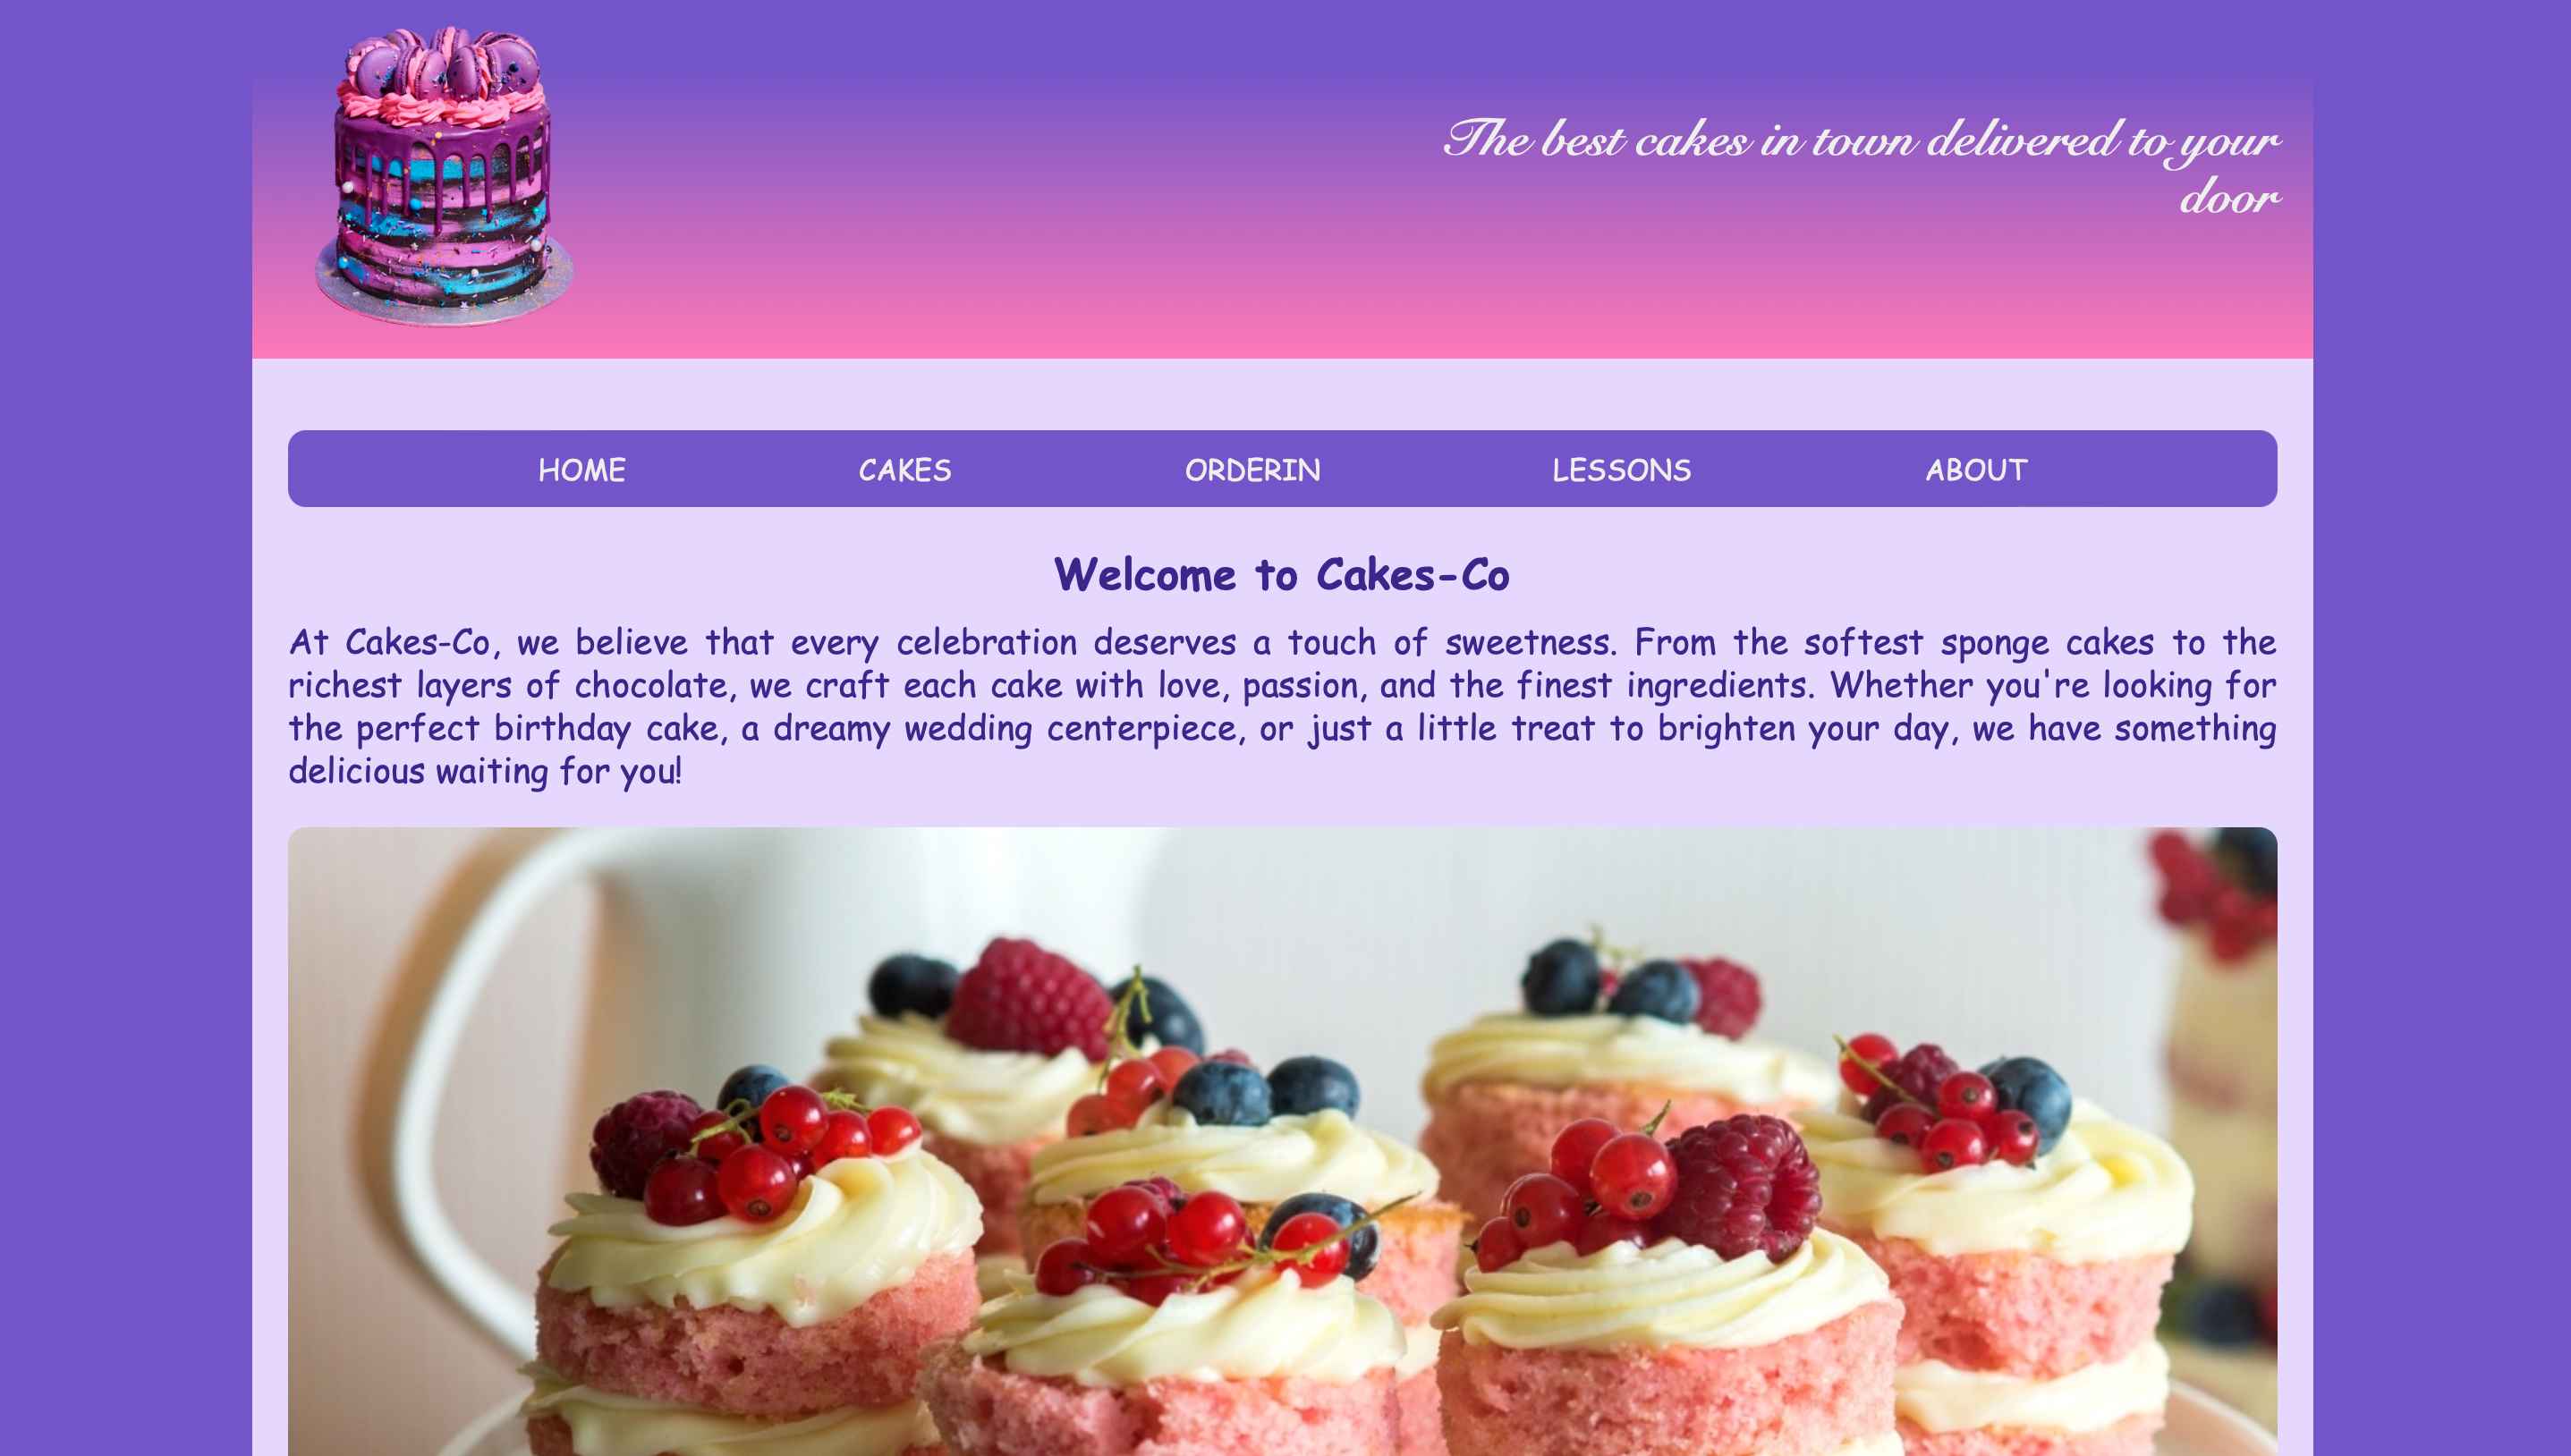 The best cakes in town delivered to your
door
HOME CAKES ORDERIN LESSONS ABOUT
Welcome to Cakes-Co
At Cakes-Co, we believe that every celebration deserves a touch of sweetness. From the softest sponge cakes to the
richest layers of chocolate, we craft each cake with love, passion, and the finest ingredients. Whether you're looking for
the perfect birthday cake, a dreamy wedding centerpiece, or just a little treat to brighten your day, we have something
delicious waiting for you!